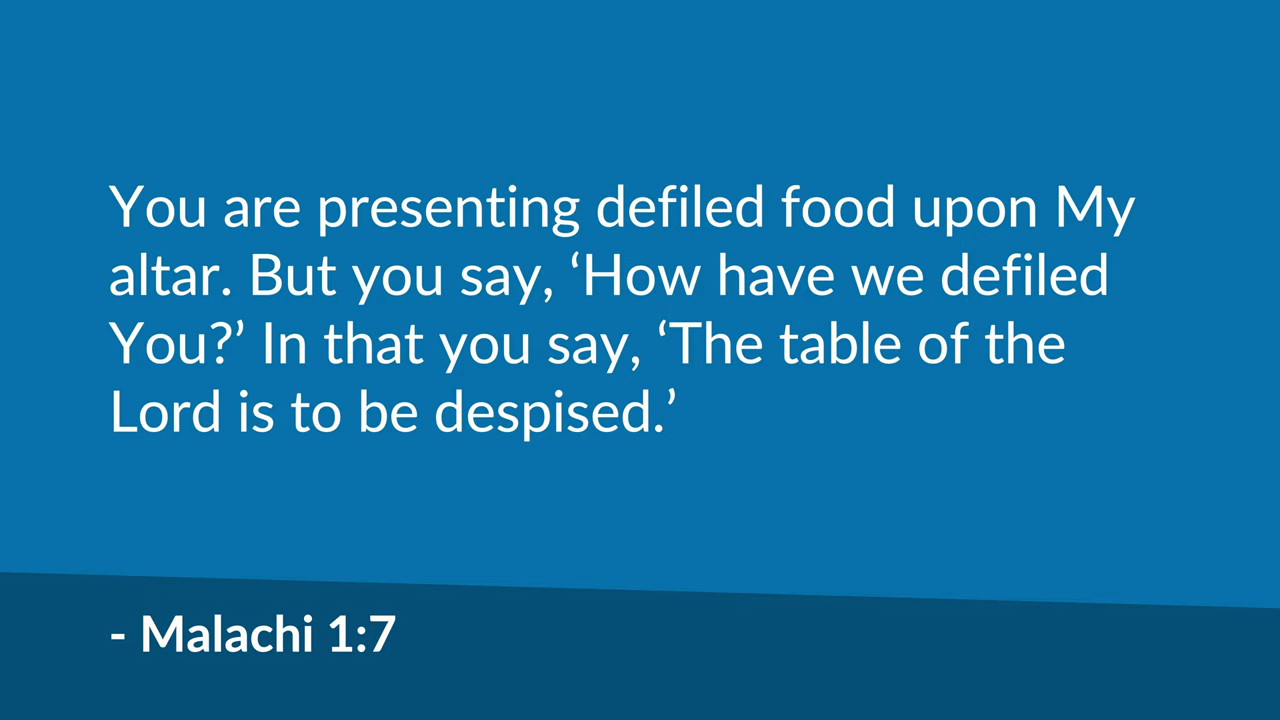 You are presenting defiled food upon My
altar. But you say, ‘How have we defiled
You?’ In that you say, ‘The table of the
Lord is to be despised.’
- Malachi 1:7